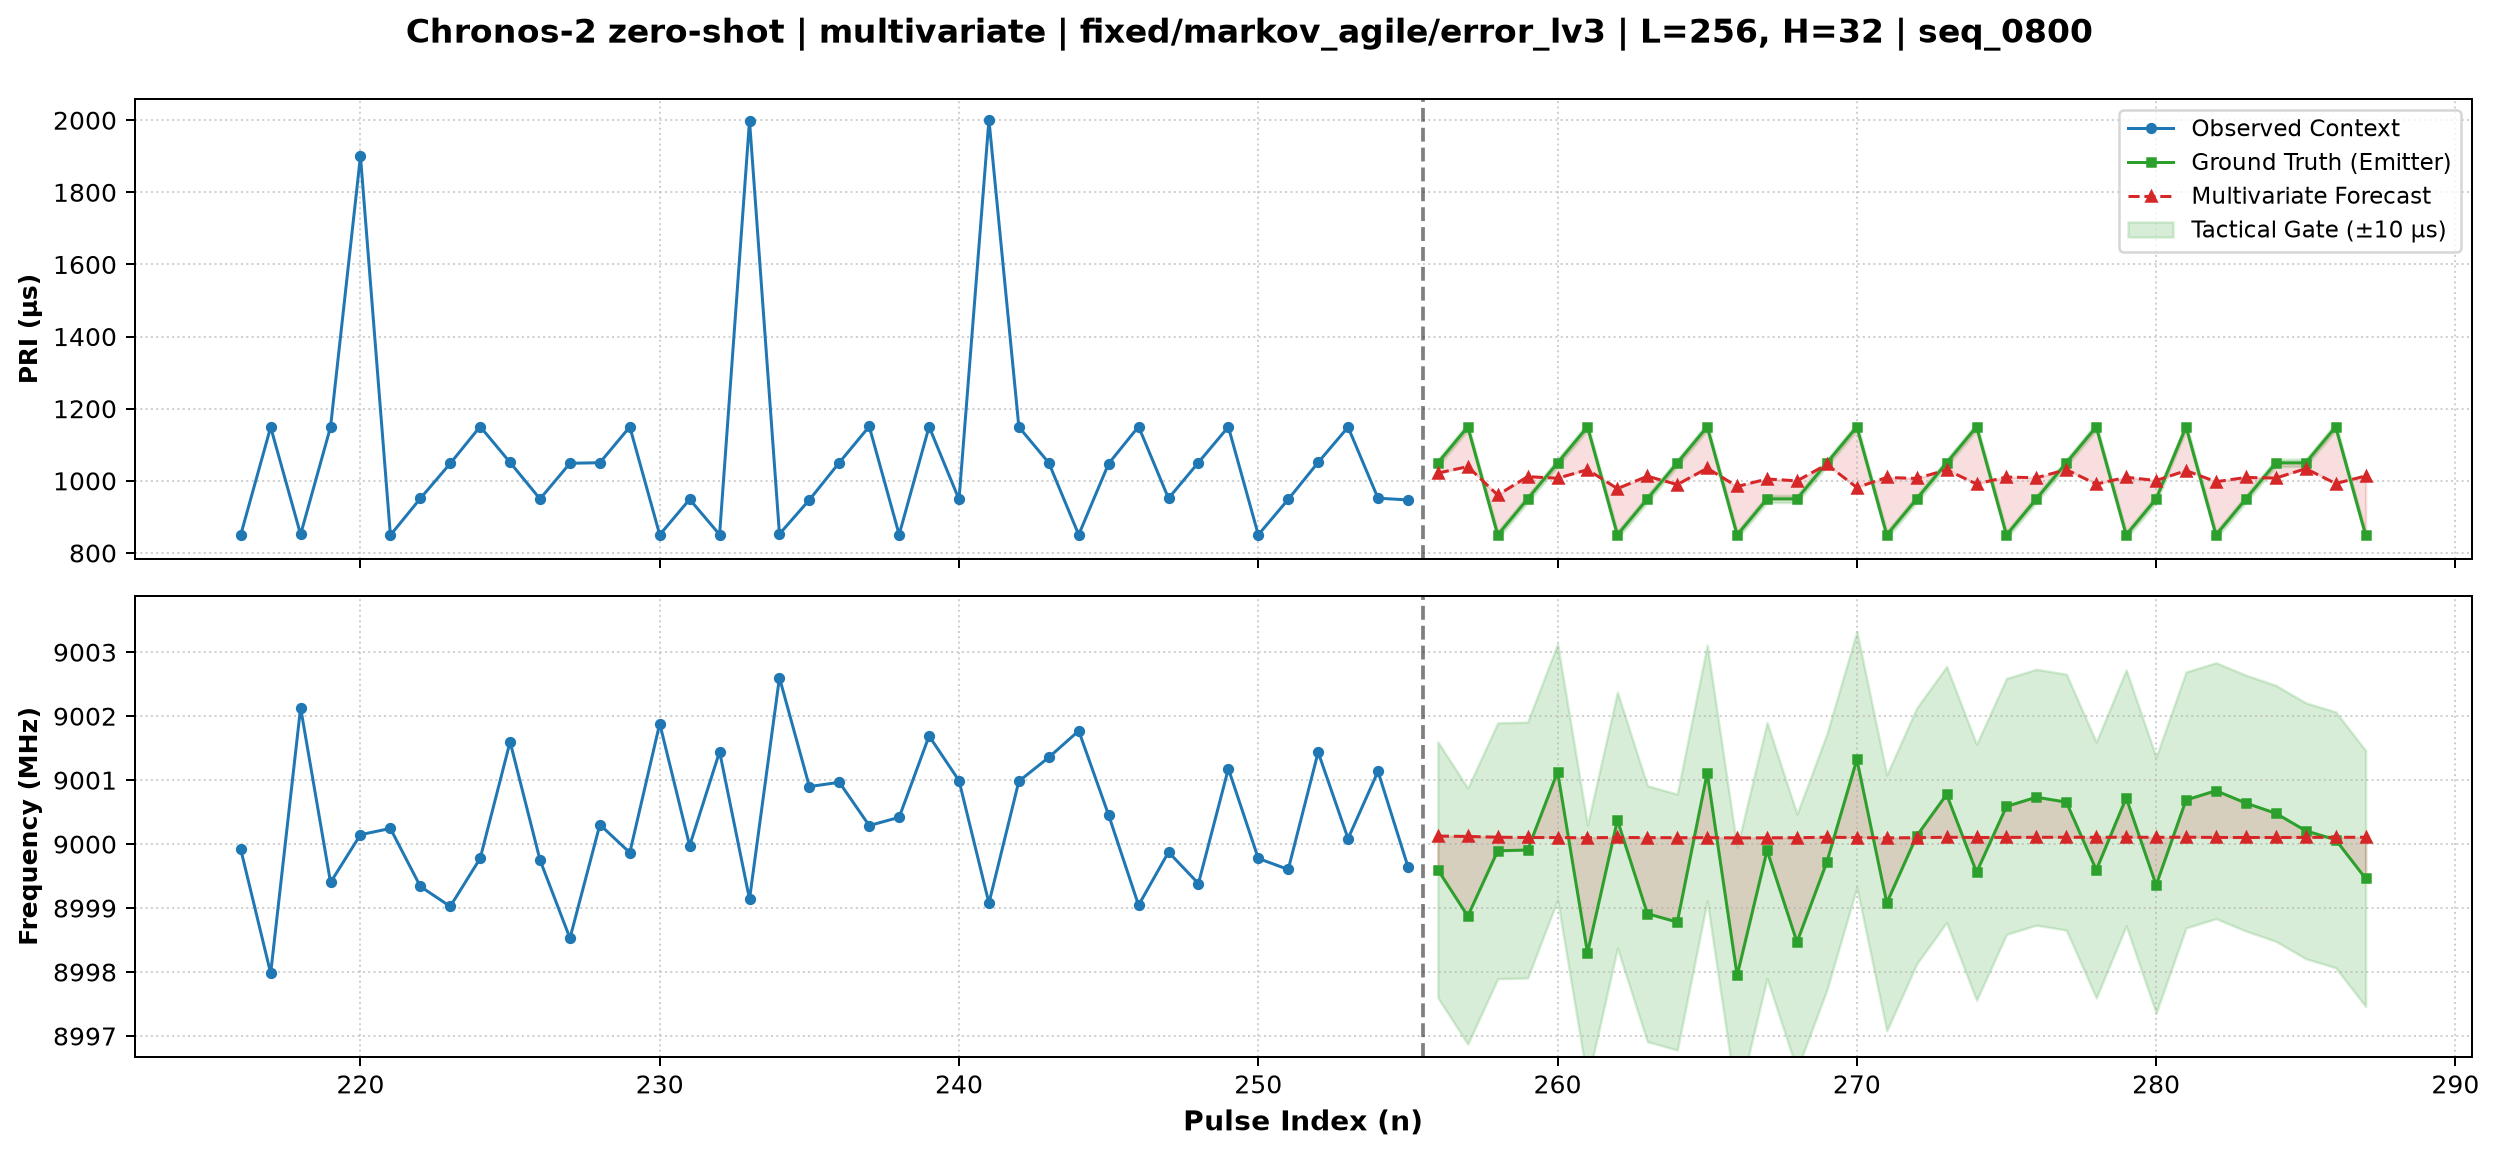 Chronos-2 zero-shot | multivariate | fixed/markov_agile/error_lv3 | L=256, H=32 | seq_0800
2000
1800
1600
1400
1200
1000
800
PRI (µs)
Observed Context
Ground Truth (Emitter)
Multivariate Forecast
Tactical Gate (±10 µs)
9003
9002
9001
9000
8999
8998
8997
Frequency (MHz)
220
230
240
250
260
270
280
290
Pulse Index (n)